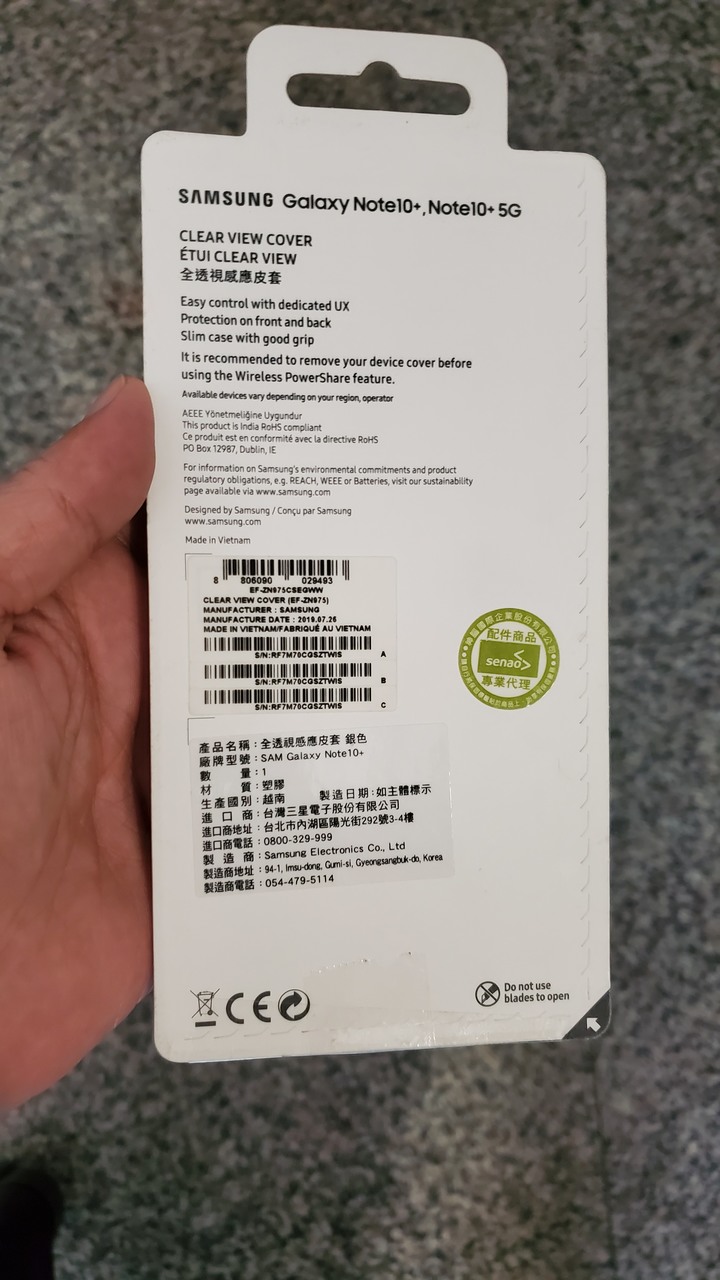 SAMSUNG Galaxy Note10+, Note10+ 5G
CLEAR VIEW COVER
ÉTUI CLEAR VIEW
全透視感應皮套
Easy control with dedicated UX
Protection on front and back
Slim case with good grip
It is recommended to remove your device cover before
using the Wireless PowerShare feature.
Available devices vary depending on your region, operator
AEEE Yönetmeliğine Uygundur
This product is India RoHS compliant
Ce produit est en conformité avec la directive RoHS
PO Box 12987, Dublin, IE
For information on Samsung's environmental commitments and product
regulatory obligations, e.g. REACH, WEEE or Batteries, visit our sustainability
page available via www.samsung.com
Designed by Samsung / Conçu par Samsung
www.samsung.com
Made in Vietnam
8 806090 029493
EF-ZN975CSEGWW
CLEAR VIEW COVER (EF-ZN975)
MANUFACTURER : SAMSUNG
MANUFACTURE DATE : 2019.07.26
MADE IN VIETNAM/FABRIQUÉ AU VIETNAM
A
S/N:RF7M70CQSZTWIS
B
S/N:RF7M70CQSZTWIS
C
S/N:RF7M70CQSZTWIS
配件商品
senao
專業代理
產品名稱：全透視感應皮套 銀色
廠牌型號：SAM Galaxy Note10+
數 量：1
材 質：塑膠
生產國別：越南 製造日期：如主體標示
進 口 商：台灣三星電子股份有限公司
進口商地址：台北市內湖區陽光街292號3-4樓
進口商電話：0800-329-999
製 造 商：Samsung Electronics Co., Ltd
製造商地址：94-1, Imsu-dong, Gumi-si, Gyeongsangbuk-do, Korea
製造商電話：054-479-5114
CE
Do not use
blades to open